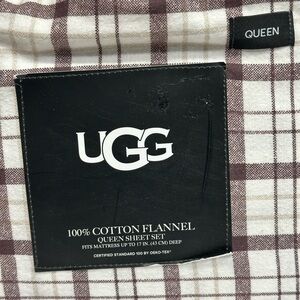 QUEEN
UGG
100% COTTON FLANNEL
QUEEN SHEET SET
FITS MATTRESS UP TO 17 IN. (43 CM) DEEP
CERTIFIED STANDARD 100 BY OEKO-TEX®